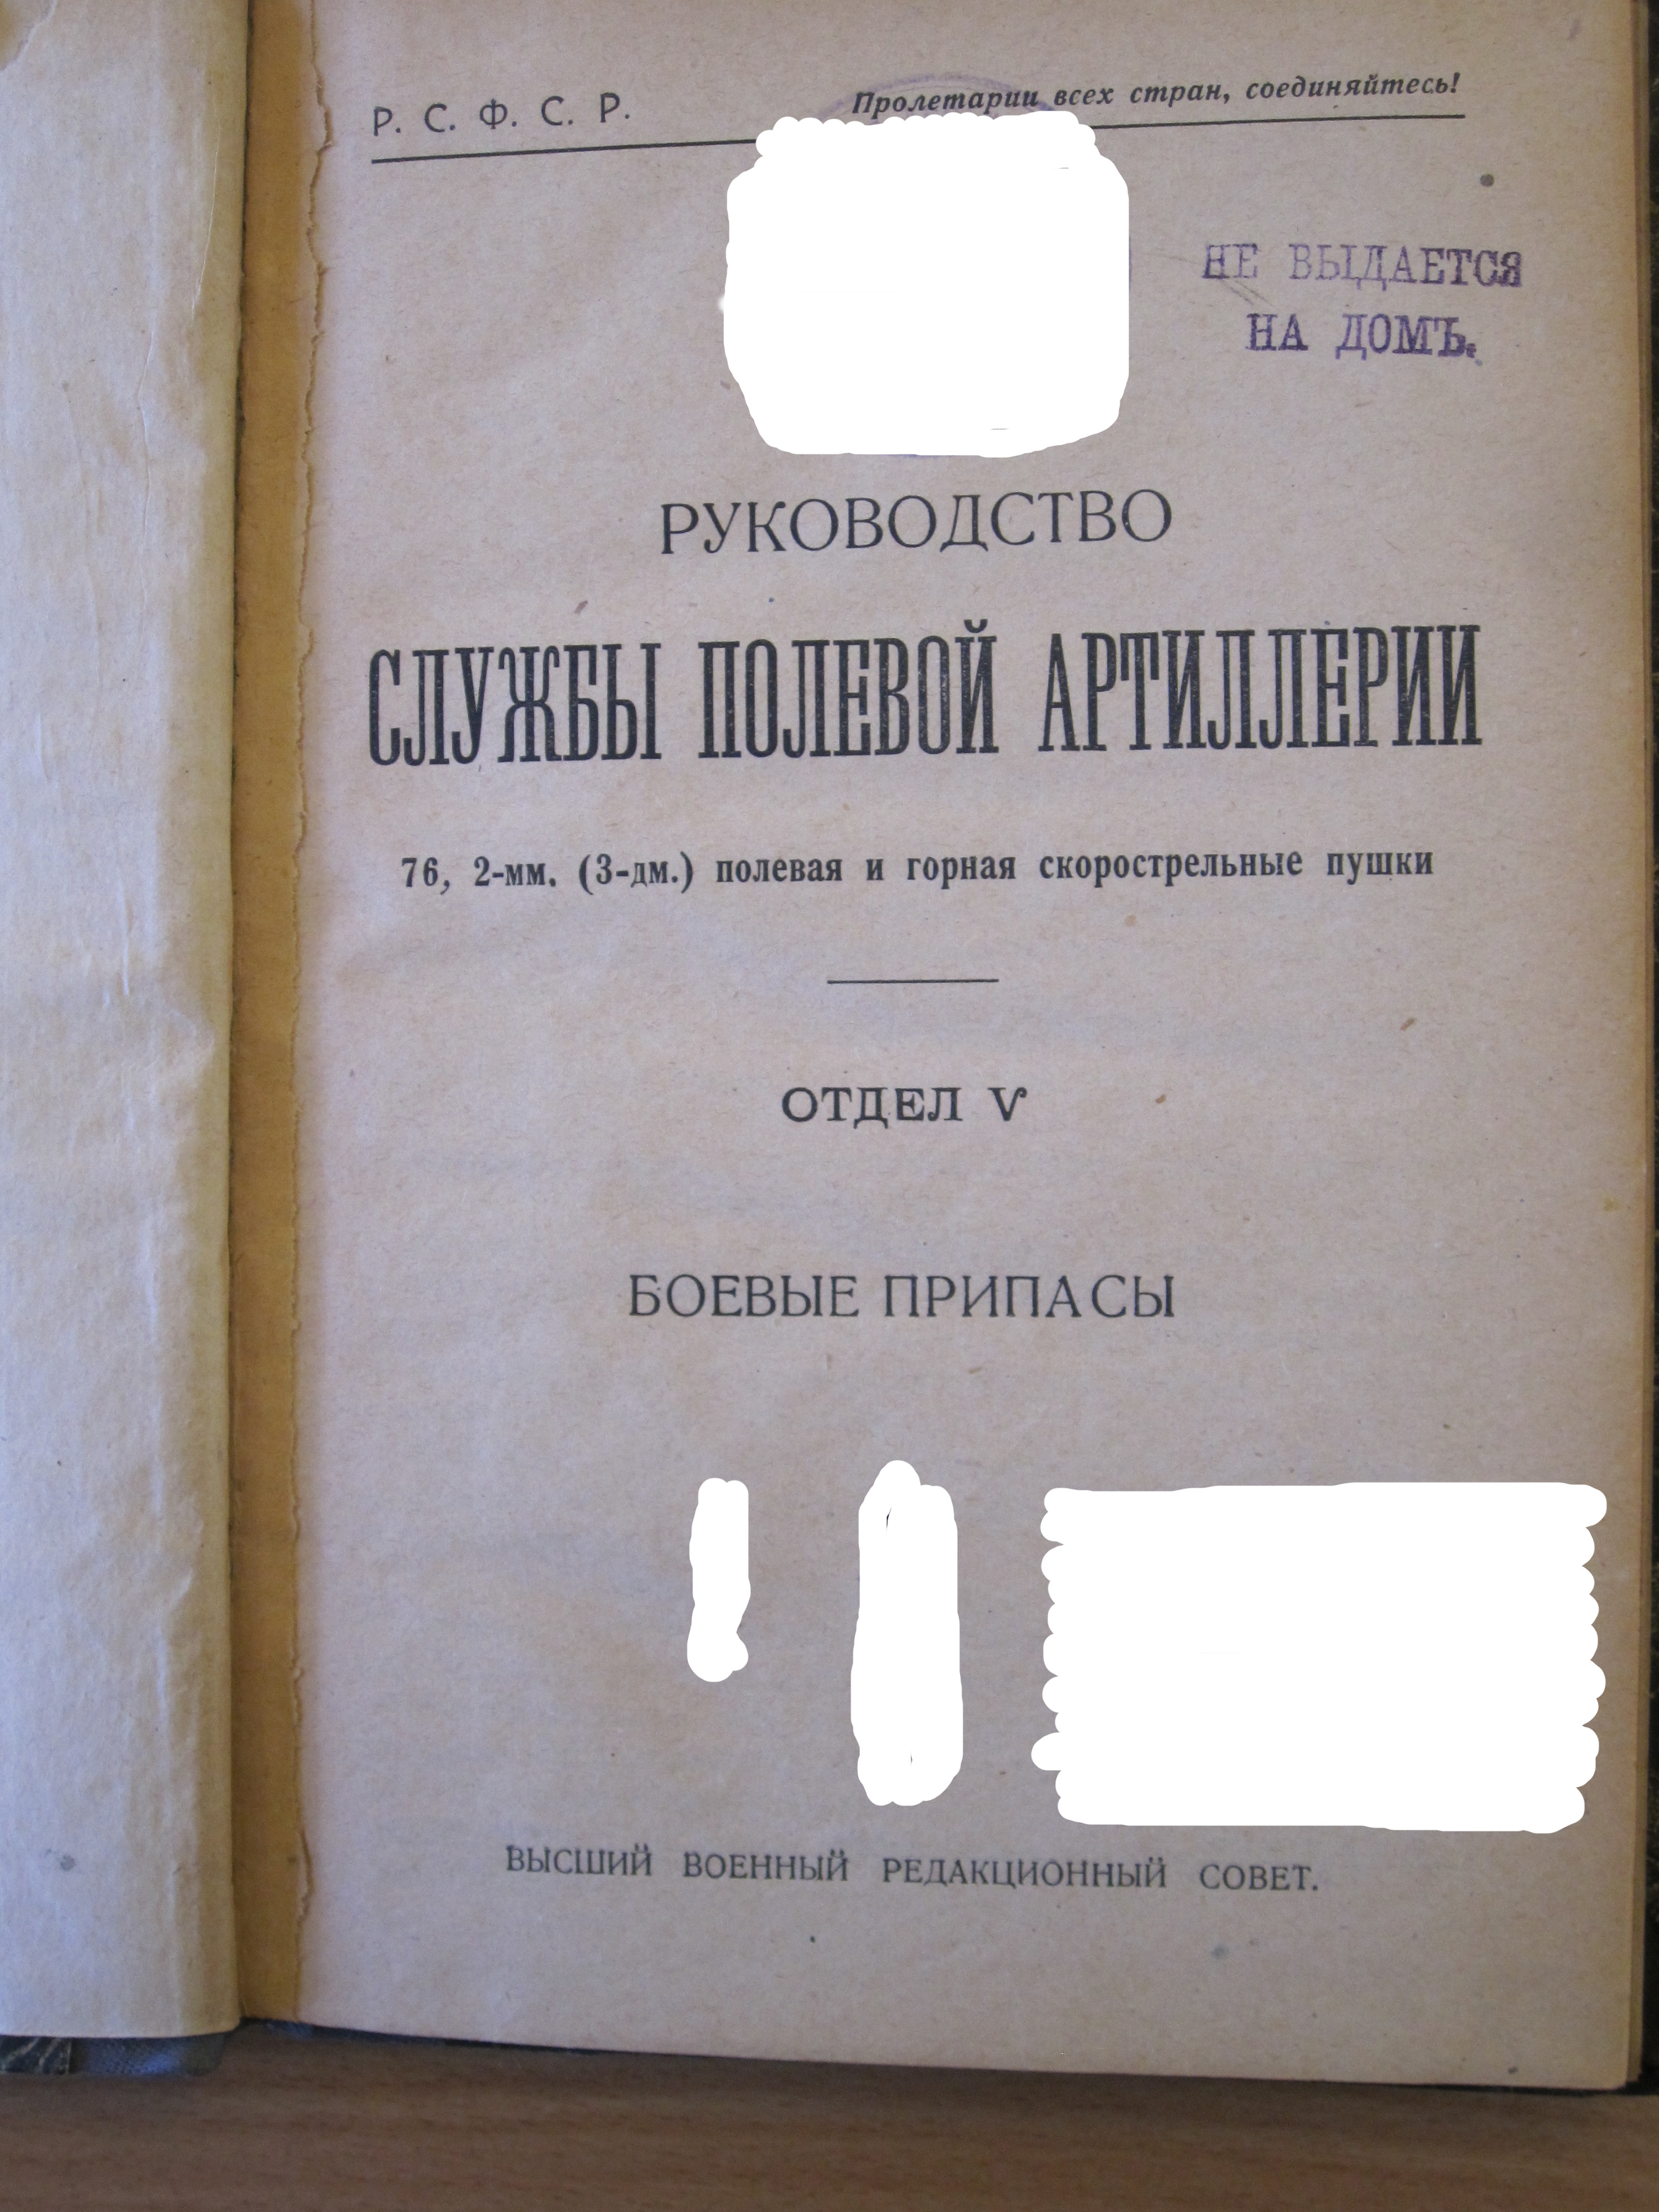 Р. С. Ф. С. Р.
Пролетарии всех стран, соединяйтесь!
НЕ ВЫДАЕТСЯ
НА ДОМЪ.
РУКОВОДСТВО
СЛУЖБЫ ПОЛЕВОЙ АРТИЛЛЕРИИ
76, 2-мм. (3-дм.) полевая и горная скорострельные пушки
ОТДЕЛ V
БОЕВЫЕ ПРИПАСЫ
ВЫСШИЙ ВОЕННЫЙ РЕДАКЦИОННЫЙ СОВЕТ.